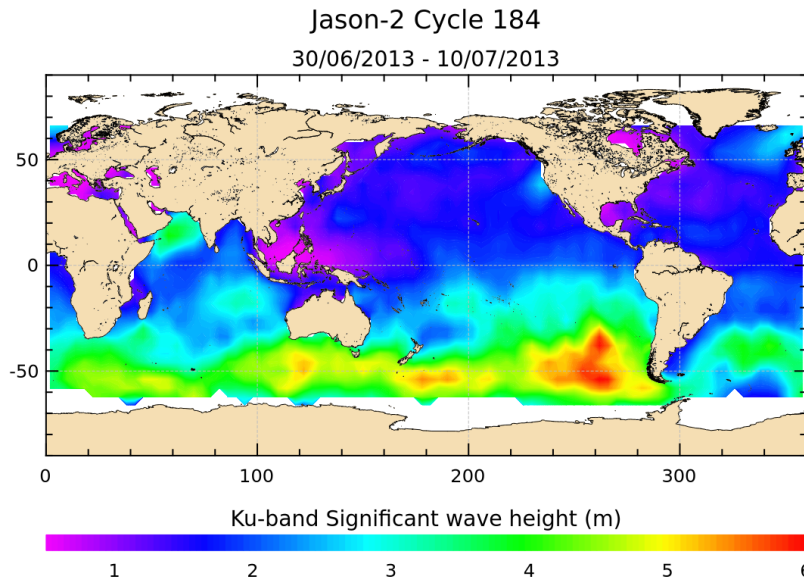 Jason-2 Cycle 184
30/06/2013 - 10/07/2013
50
0
-50
0 100 200 300
Ku-band Significant wave height (m)
1 2 3 4 5 6